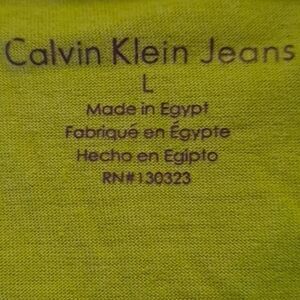 Calvin Klein Jeans
L
Made in Egypt
Fabriqué en Égypte
Hecho en Egipto
RN#130323